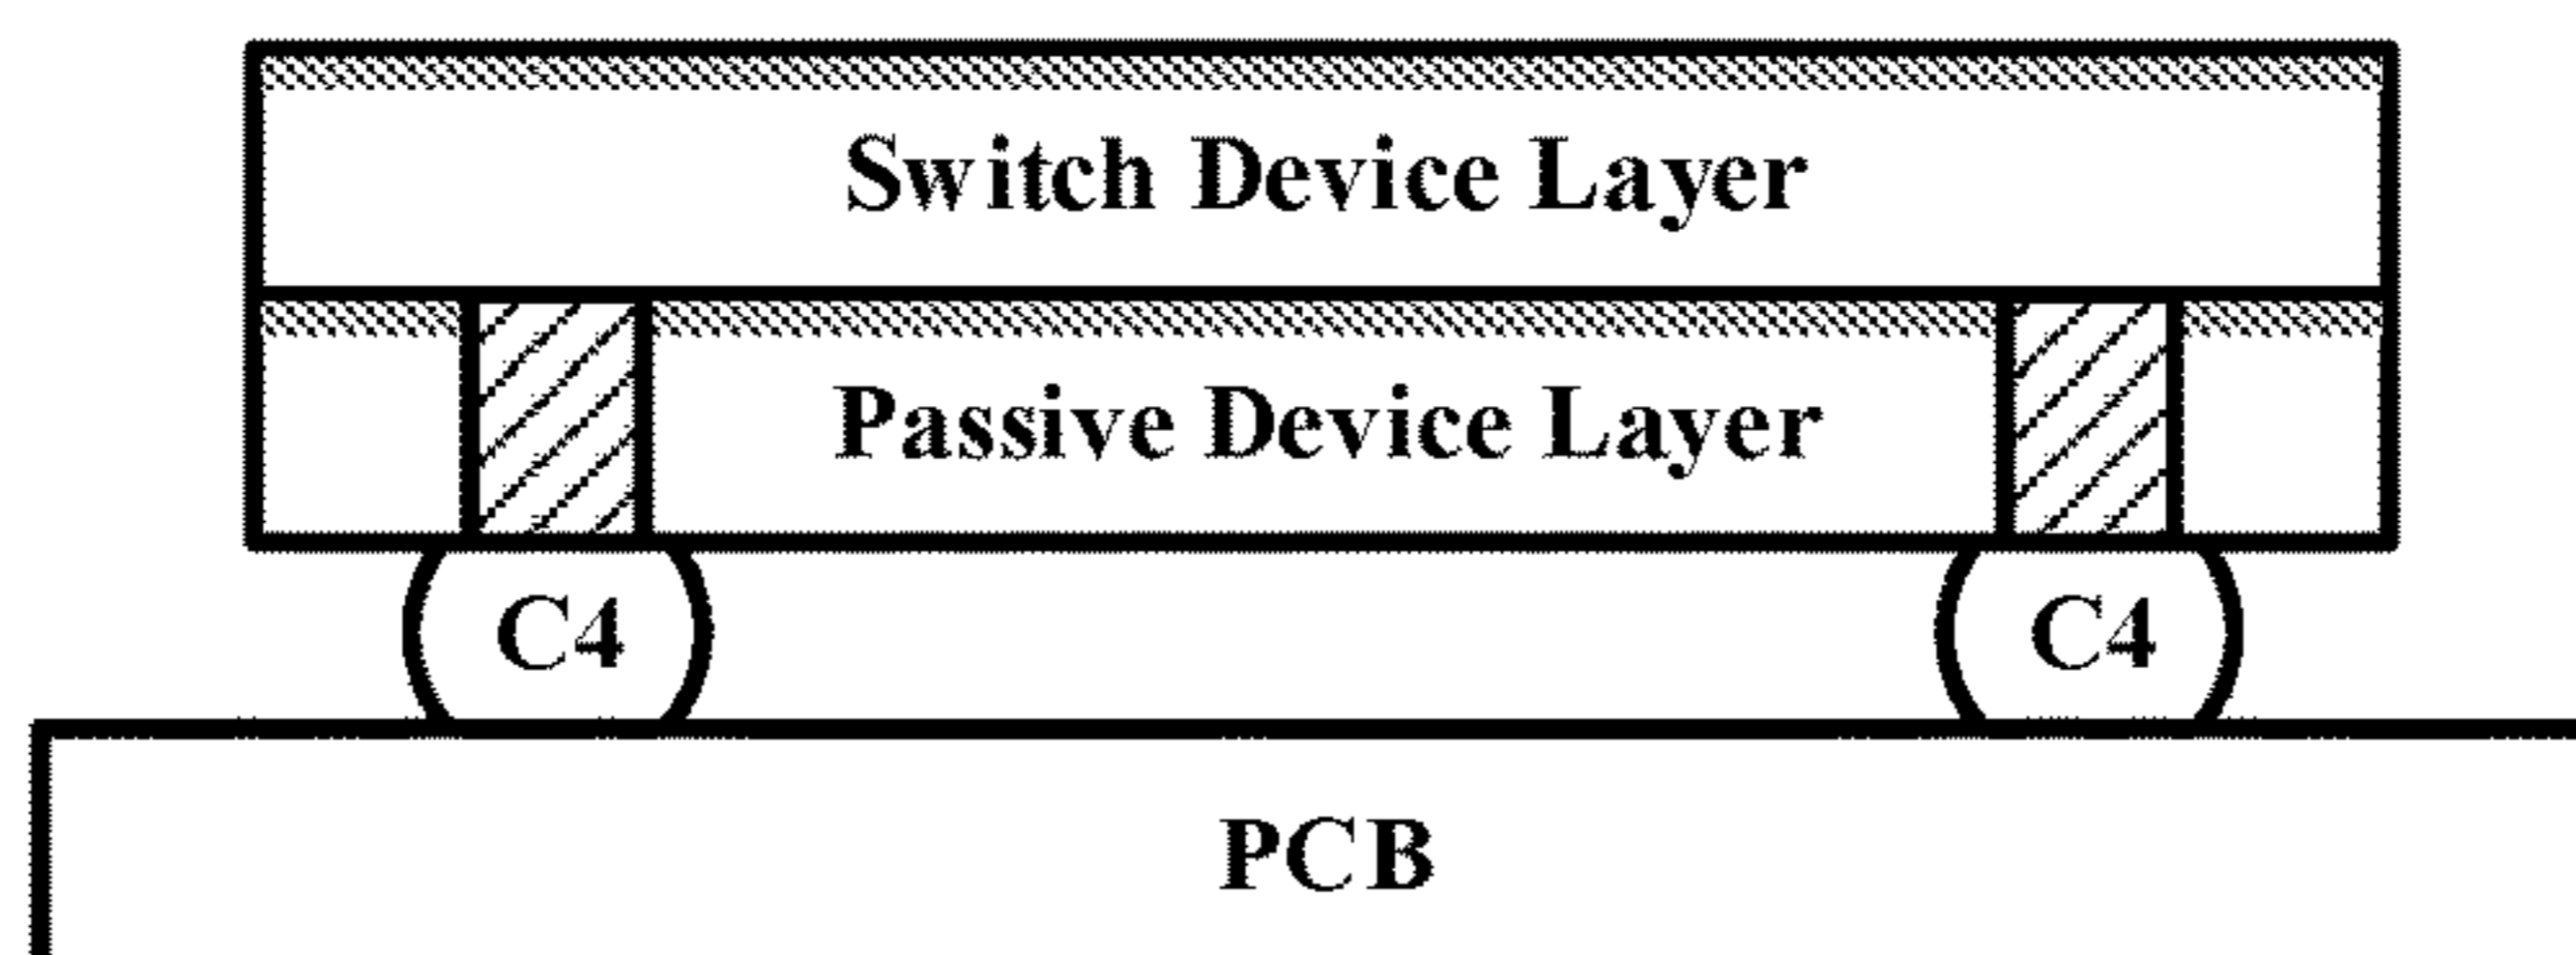 Switch Device Layer
Passive Device Layer
C4 C4
PCB